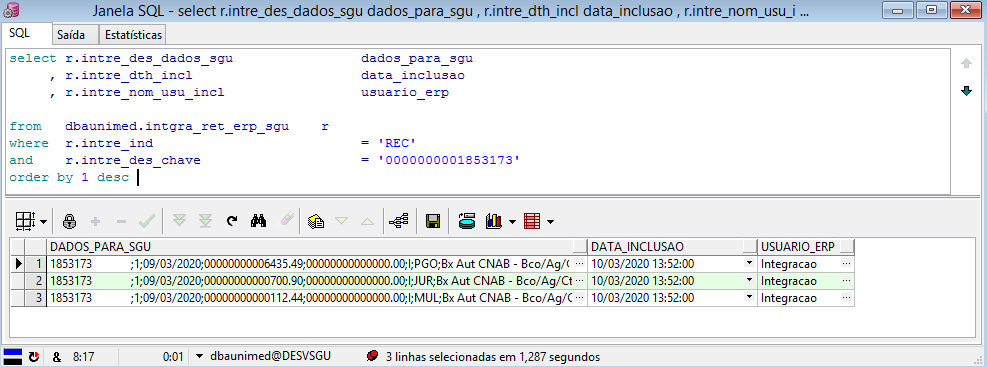 Janela SQL - select r.intre_des_dados_sgu dados_para_sgu , r.intre_dth_incl data_inclusao , r.intre_nom_usu_i ...
SQL Saída Estatísticas
select r.intre_des_dados_sgu dados_para_sgu
, r.intre_dth_incl data_inclusao
, r.intre_nom_usu_incl usuario_erp
from dbaunimed.intgra_ret_erp_sgu r
where r.intre_ind = 'REC'
and r.intre_des_chave = '0000000001853173'
order by 1 desc
DADOS_PARA_SGU DATA_INCLUSAO USUARIO_ERP
1 1853173 ;1;09/03/2020;00000000006435.49;00000000000000.00;I;PGO;Bx Aut CNAB - Bco/Ag/C ... 10/03/2020 13:52:00 Integracao ...
2 1853173 ;1;09/03/2020;00000000000700.90;00000000000000.00;I;JUR;Bx Aut CNAB - Bco/Ag/Ct ... 10/03/2020 13:52:00 Integracao ...
3 1853173 ;1;09/03/2020;00000000000112.44;00000000000000.00;I;MUL;Bx Aut CNAB - Bco/Ag/C ... 10/03/2020 13:52:00 Integracao ...
& 8:17 0:01 dbaunimed@DESVSGU 3 linhas selecionadas em 1,287 segundos